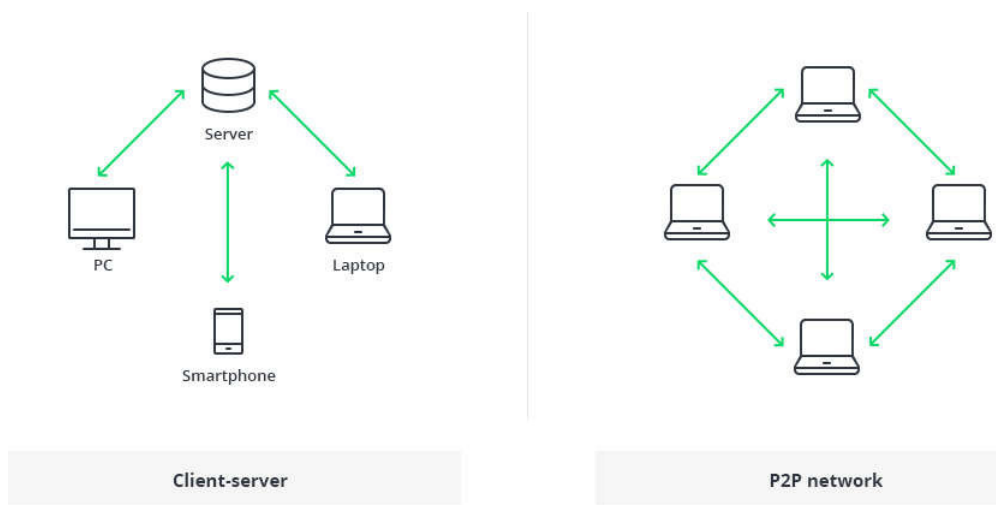 Server
PC
Laptop
Smartphone
Client-server
P2P network